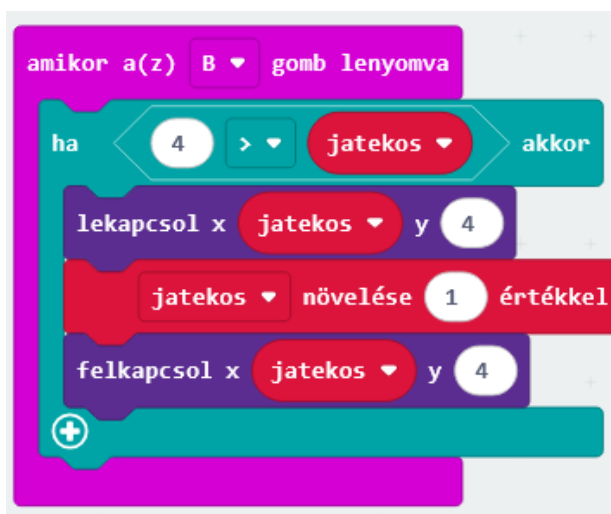 amikor a(z) B gomb lenyomva
ha 4 > jatekos akkor
lekapcsol x jatekos y 4
jatekos növelése 1 értékkel
felkapcsol x jatekos y 4